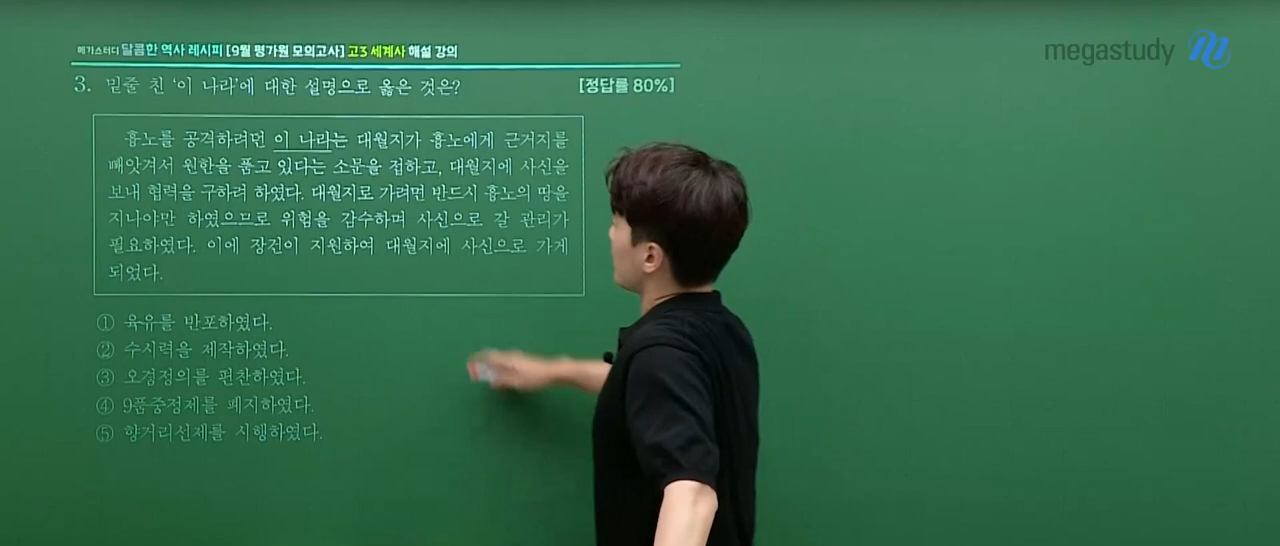 메가스터디 달콤한 역사 레시피 [9월 평가원 모의고사] 고3 세계사 해설 강의
megastudy
3. 밑줄 친 '이 나라'에 대한 설명으로 옳은 것은? [정답률 80%]
흉노를 공격하려던 이 나라는 대월지가 흉노에게 근거지를
빼앗겨서 원한을 품고 있다는 소문을 접하고, 대월지에 사신을
보내 협력을 구하려 하였다. 대월지로 가려면 반드시 흉노의 땅을
지나야만 하였으므로 위험을 감수하며 사신으로 갈 관리가
필요하였다. 이에 장건이 지원하여 대월지에 사신으로 가게
되었다.
① 육유를 반포하였다.
② 수시력을 제작하였다.
③ 오경정의를 편찬하였다.
④ 9품중정제를 폐지하였다.
⑤ 향거리선제를 시행하였다.